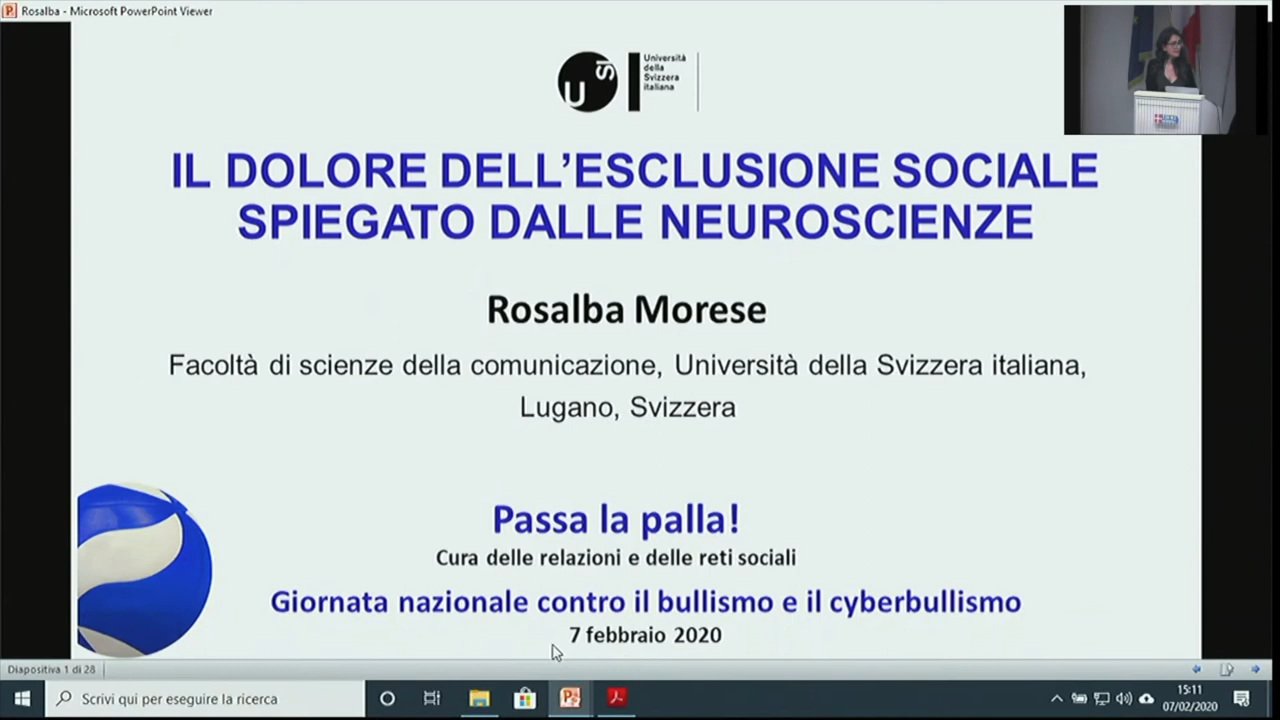 Rosalba - Microsoft PowerPoint Viewer
USI
Università
della
Svizzera
italiana
IL DOLORE DELL'ESCLUSIONE SOCIALE
SPIEGATO DALLE NEUROSCIENZE
Rosalba Morese
Facoltà di scienze della comunicazione, Università della Svizzera italiana,
Lugano, Svizzera
Passa la palla!
Cura delle relazioni e delle reti sociali
Giornata nazionale contro il bullismo e il cyberbullismo
7 febbraio 2020
Diapositiva 1 di 28
Scrivi qui per eseguire la ricerca
15:11
07/02/2020